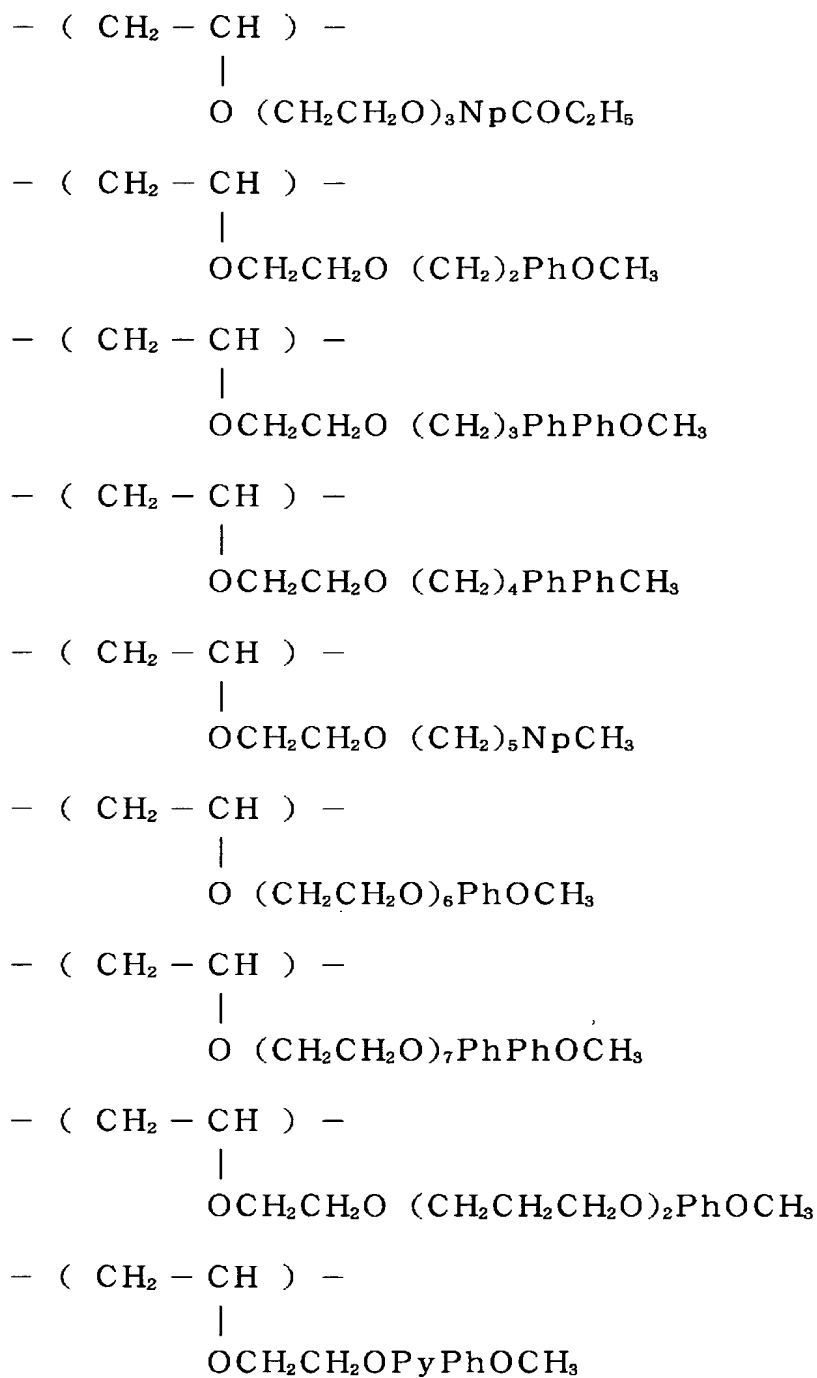 − ( CH₂ − CH ) −
|
O (CH₂CH₂O)₃NpCOC₂H₅
− ( CH₂ − CH ) −
|
OCH₂CH₂O (CH₂)₂PhOCH₃
− ( CH₂ − CH ) −
|
OCH₂CH₂O (CH₂)₃PhPhOCH₃
− ( CH₂ − CH ) −
|
OCH₂CH₂O (CH₂)₄PhPhCH₃
− ( CH₂ − CH ) −
|
OCH₂CH₂O (CH₂)₅NpCH₃
− ( CH₂ − CH ) −
|
O (CH₂CH₂O)₆PhOCH₃
− ( CH₂ − CH ) −
|
O (CH₂CH₂O)₇PhPhOCH₃
− ( CH₂ − CH ) −
|
OCH₂CH₂O (CH₂CH₂CH₂O)₂PhOCH₃
− ( CH₂ − CH ) −
|
OCH₂CH₂OPyPhOCH₃